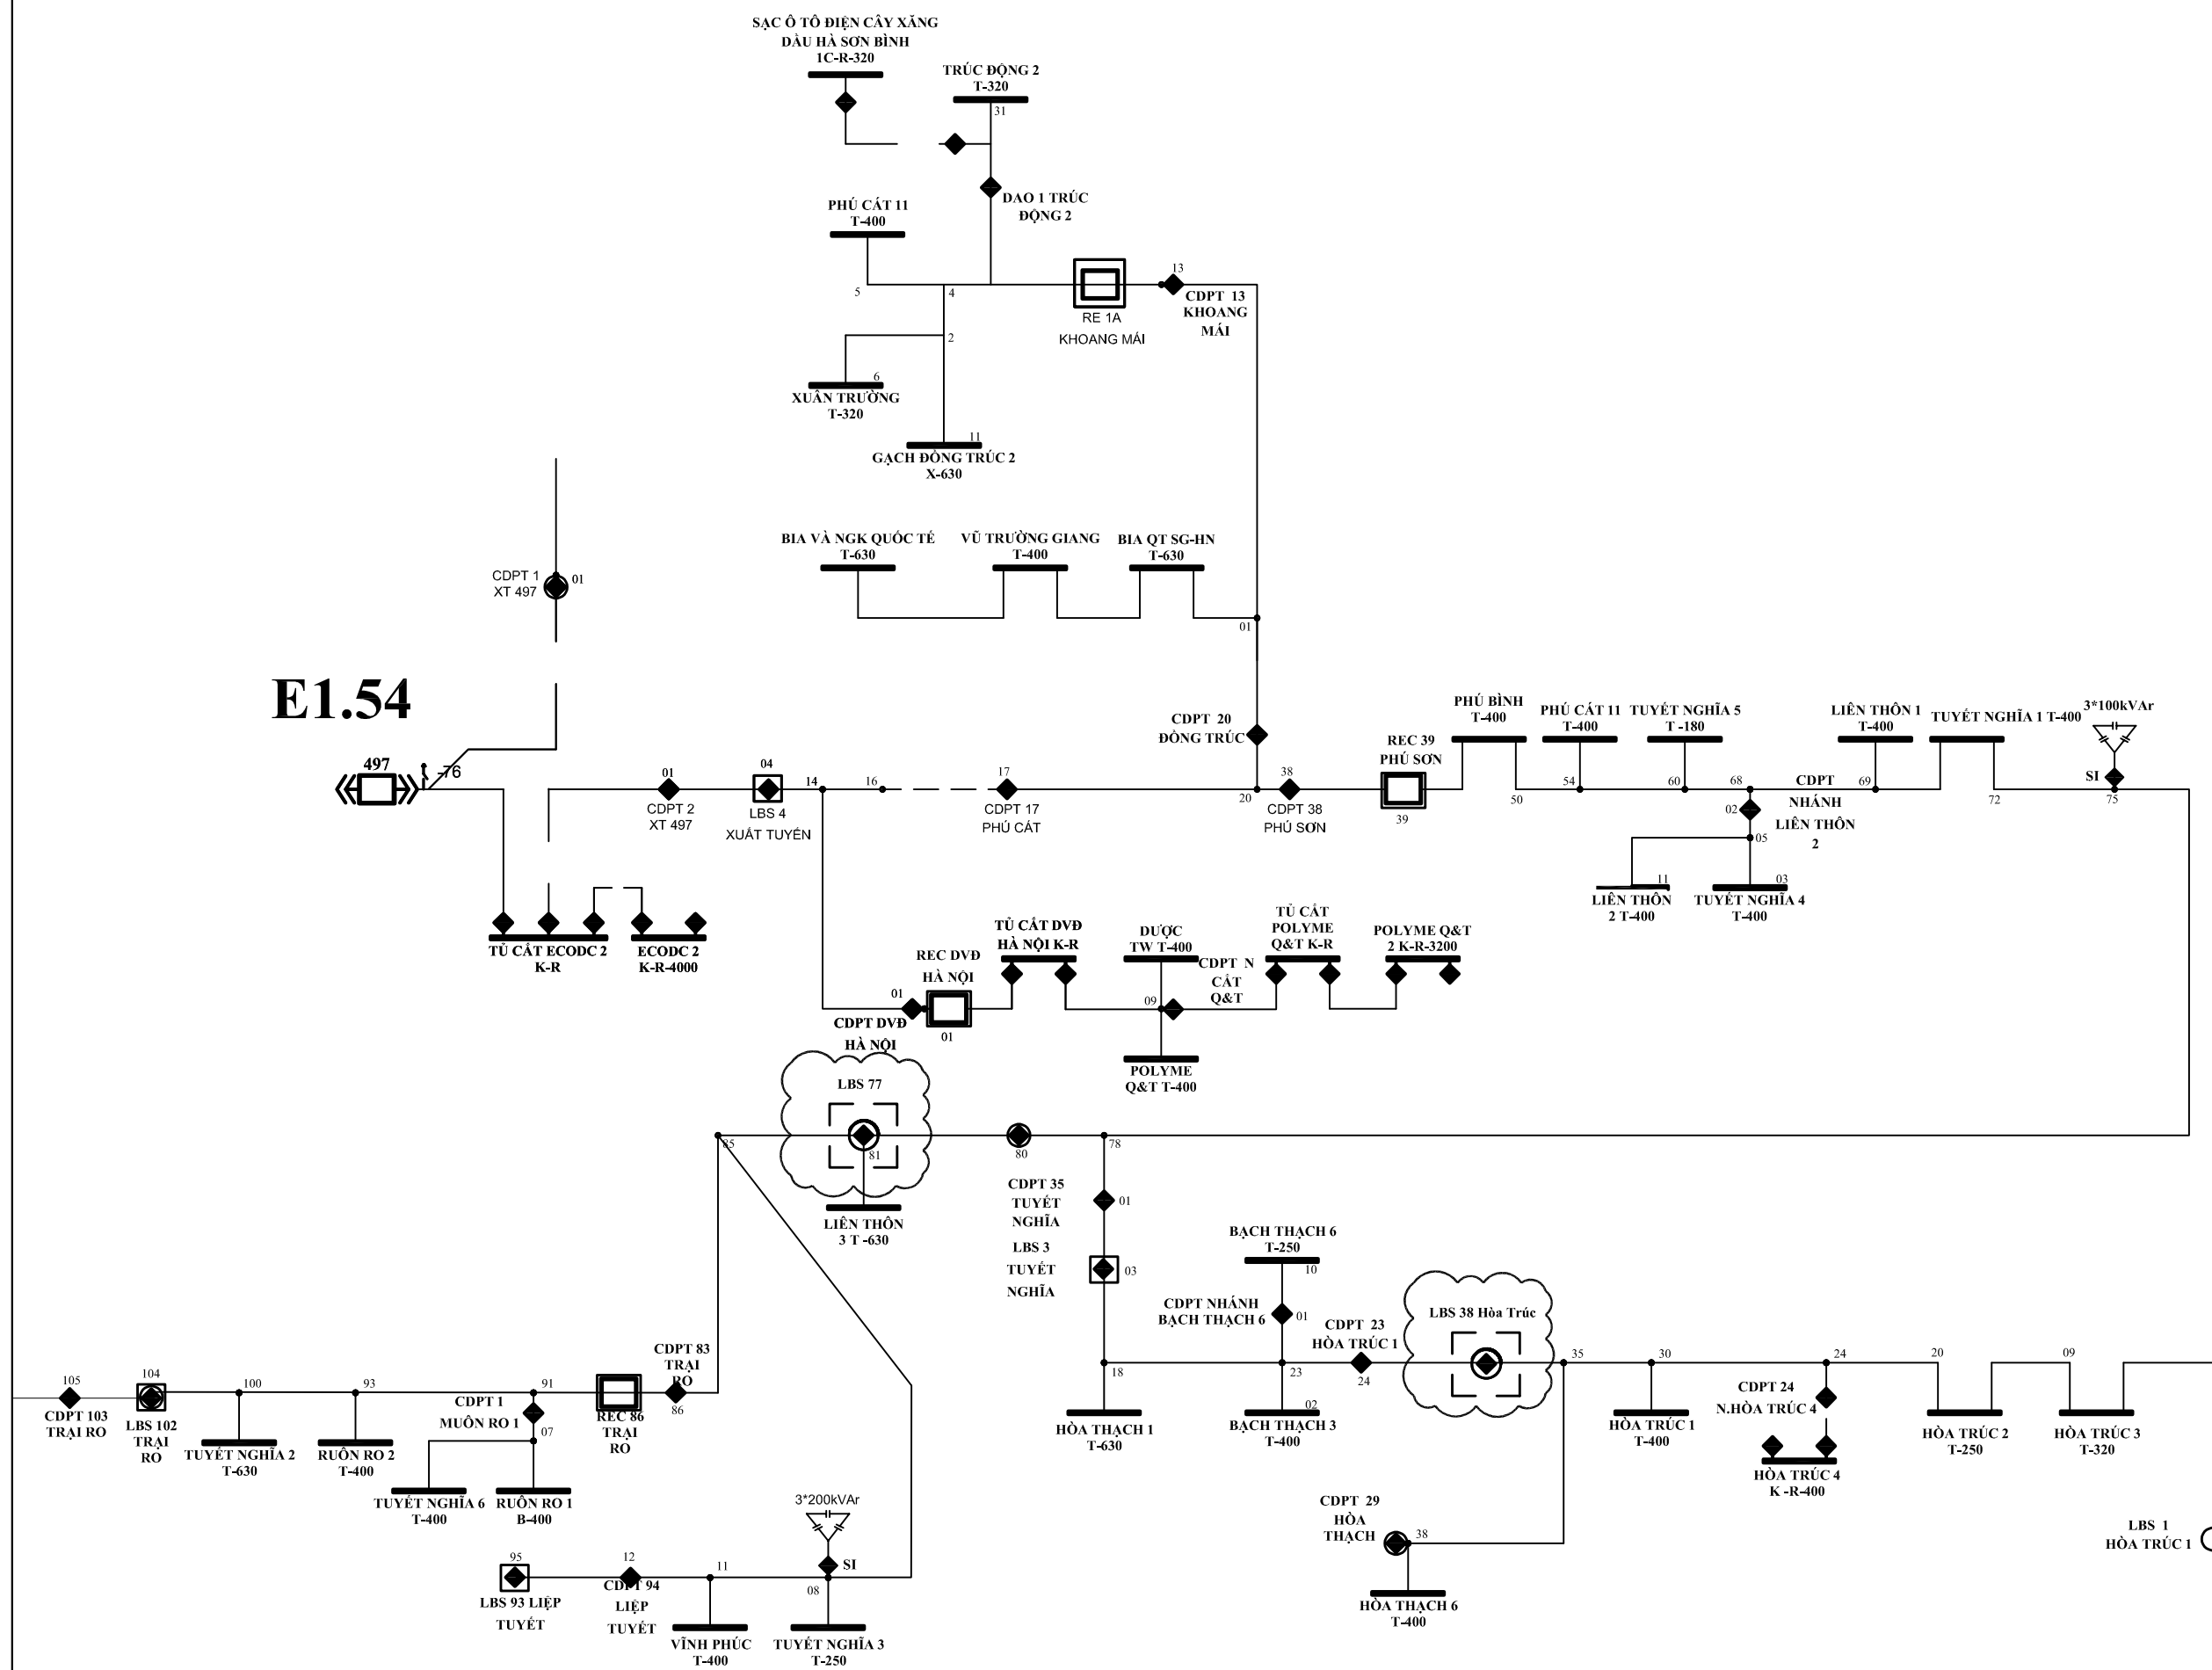 SẠC Ô TÔ ĐIỆN CÂY XĂNG
DẦU HÀ SƠN BÌNH
1C-R-320
TRÚC ĐỘNG 2
T-320
31
DAO 1 TRÚC
ĐỘNG 2
PHÚ CÁT 11
T-400
5
4
RE 1A
KHOANG MÁI
13
CDPT 13
KHOANG
MÁI
2
6
XUÂN TRƯỜNG
T-320
11
GẠCH ĐỒNG TRÚC 2
X-630
BIA VÀ NGK QUỐC TẾ
T-630
VŨ TRƯỜNG GIANG
T-400
BIA QT SG-HN
T-630
01
CDPT 1
XT 497
01
E1.54
497
-76
01
CDPT 2
XT 497
04
LBS 4
XUẤT TUYẾN
14
16
17
CDPT 17
PHÚ CÁT
CDPT 20
ĐỒNG TRÚC
20
38
CDPT 38
PHÚ SƠN
REC 39
PHÚ SƠN
39
PHÚ BÌNH
T-400
50
PHÚ CÁT 11
T-400
54
TUYẾT NGHĨA 5
T -180
60
68
CDPT
NHÁNH
LIÊN THÔN
2
02
05
11
LIÊN THÔN
2 T-400
03
TUYẾT NGHĨA 4
T-400
LIÊN THÔN 1
T-400
69
TUYẾT NGHĨA 1 T-400
72
3*100kVAr
SI
75
TỦ CẮT ECODC 2
K-R
ECODC 2
K-R-4000
01
CDPT DVĐ
HÀ NỘI
REC DVĐ
HÀ NỘI
01
TỦ CẮT DVĐ
HÀ NỘI K-R
DƯỢC
TW T-400
09
CDPT N
CẮT
Q&T
TỦ CẮT
POLYME
Q&T K-R
POLYME Q&T
2 K-R-3200
POLYME
Q&T T-400
LBS 77
81
LIÊN THÔN
3 T -630
85
80
78
CDPT 35
TUYẾT
NGHĨA
01
LBS 3
TUYẾT
NGHĨA
03
18
HÒA THẠCH 1
T-630
BẠCH THẠCH 6
T-250
10
CDPT NHÁNH
BẠCH THẠCH 6
01
23
02
BẠCH THẠCH 3
T-400
CDPT 23
HÒA TRÚC 1
24
LBS 38 Hòa Trúc
35
30
HÒA TRÚC 1
T-400
24
CDPT 24
N.HÒA TRÚC 4
HÒA TRÚC 4
K -R-400
20
HÒA TRÚC 2
T-250
09
HÒA TRÚC 3
T-320
CDPT 29
HÒA
THẠCH
38
HÒA THẠCH 6
T-400
LBS 1
HÒA TRÚC 1
105
CDPT 103
TRẠI RO
104
LBS 102
TRẠI
RO
100
TUYẾT NGHĨA 2
T-630
93
RUÔN RO 2
T-400
91
CDPT 1
MUÔN RO 1
07
TUYẾT NGHĨA 6
T-400
RUÔN RO 1
B-400
REC 86
TRẠI
RO
CDPT 83
TRẠI
RO
86
3*200kVAr
SI
95
LBS 93 LIỆP
TUYẾT
12
CDPT 94
LIỆP
TUYẾT
11
VĨNH PHÚC
T-400
08
TUYẾT NGHĨA 3
T-250